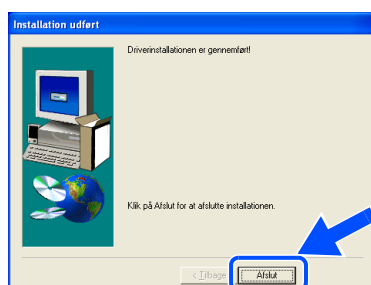 Installation udført
Driverinstallationen er gennemført!
Klik på Afslut for at afslutte installationen.
< Tilbage
Afslut